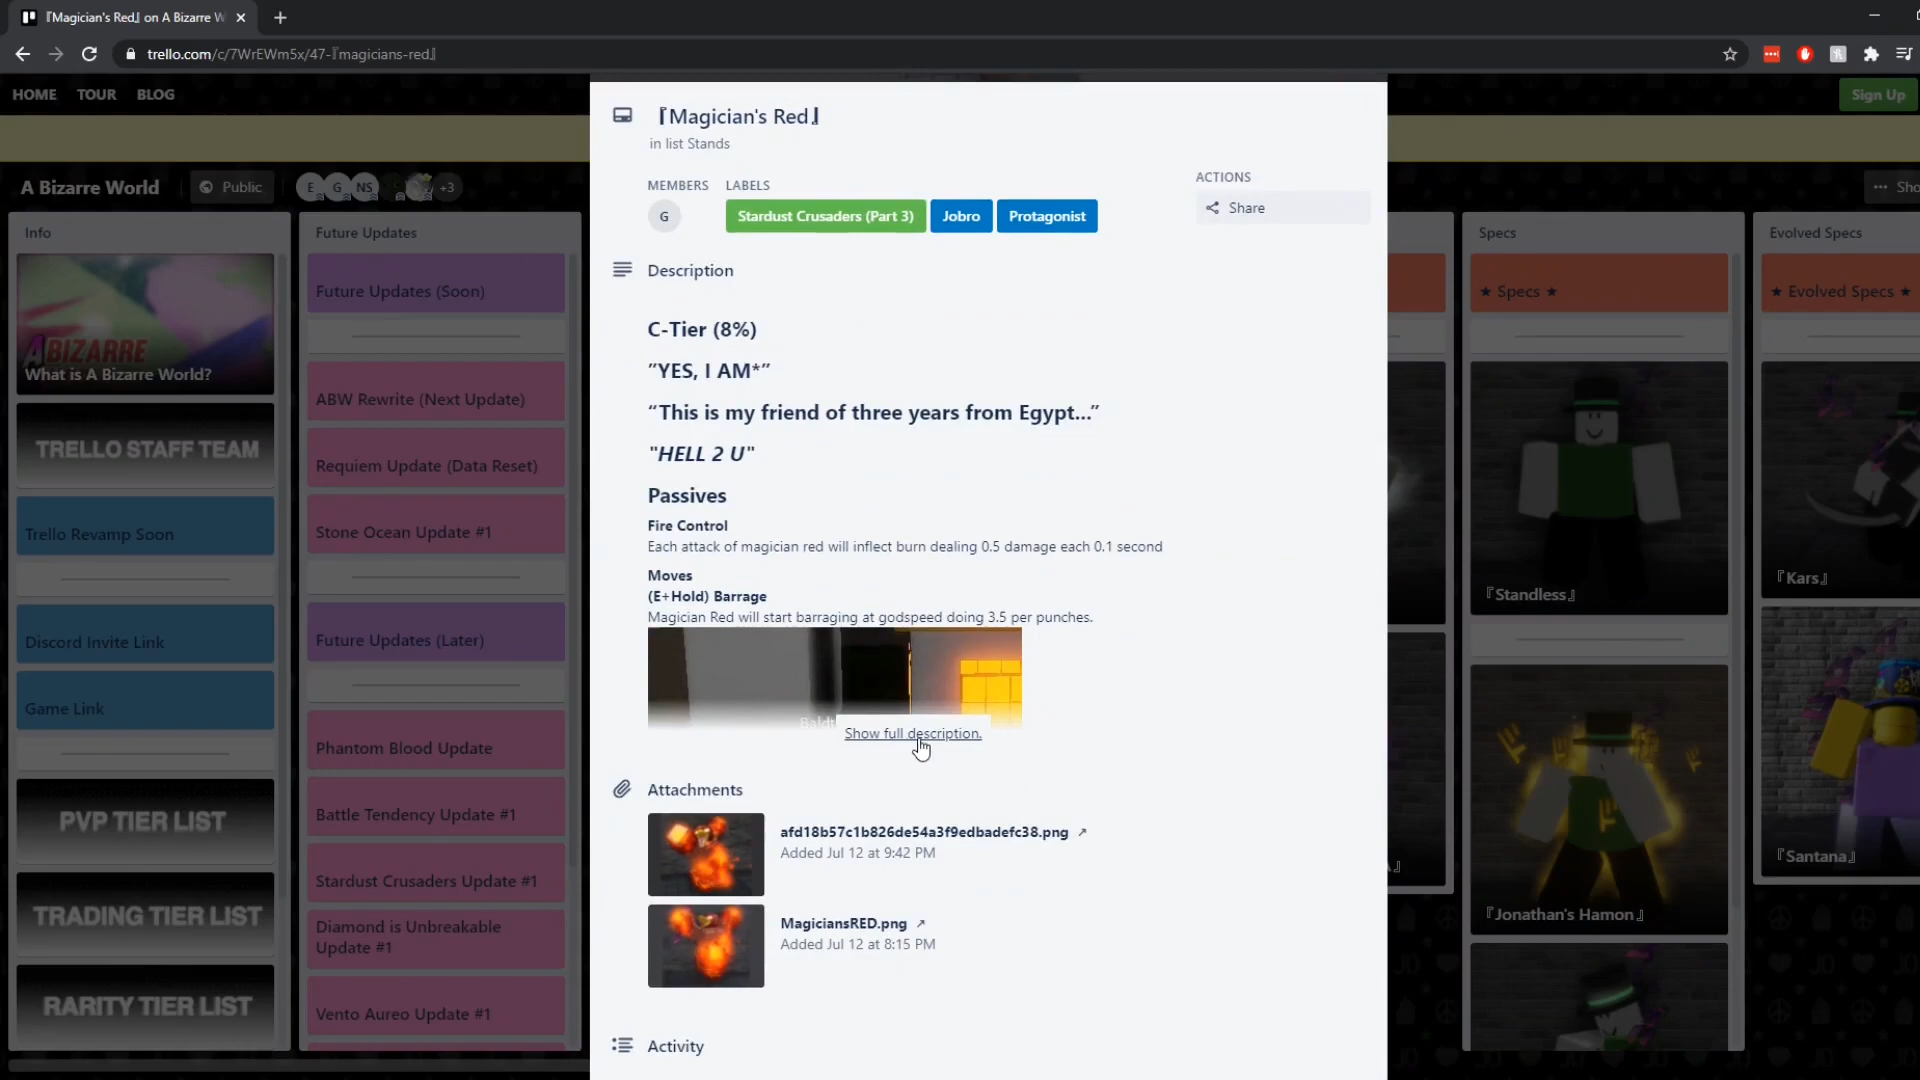 『Magician's Red』 on A Bizarre W
trello.com/c/7WrEWm5x/47-『magicians-red』
HOME TOUR BLOG
Sign Up
A Bizarre World
Public
E G NS +3
Sho
Info
What is A Bizarre World?
TRELLO STAFF TEAM
Trello Revamp Soon
Discord Invite Link
Game Link
PVP TIER LIST
TRADING TIER LIST
RARITY TIER LIST
Future Updates
Future Updates (Soon)
ABW Rewrite (Next Update)
Requiem Update (Data Reset)
Stone Ocean Update #1
Future Updates (Later)
Phantom Blood Update
Battle Tendency Update #1
Stardust Crusaders Update #1
Diamond is Unbreakable
Update #1
Vento Aureo Update #1
『Magician's Red』
in list Stands
MEMBERS LABELS
G
Stardust Crusaders (Part 3) Jobro Protagonist
ACTIONS
Share
Description
C-Tier (8%)
”YES, I AM*”
“This is my friend of three years from Egypt...”
"HELL 2 U"
Passives
Fire Control
Each attack of magician red will inflect burn dealing 0.5 damage each 0.1 second
Moves
(E+Hold) Barrage
Magician Red will start barraging at godspeed doing 3.5 per punches.
Show full description.
Attachments
afd18b57c1b826de54a3f9edbadefc38.png
Added Jul 12 at 9:42 PM
MagiciansRED.png
Added Jul 12 at 8:15 PM
Activity
Specs
★ Specs ★
『Standless』
『Jonathan's Hamon』
Evolved Specs
★ Evolved Specs ★
『Kars』
『Santana』